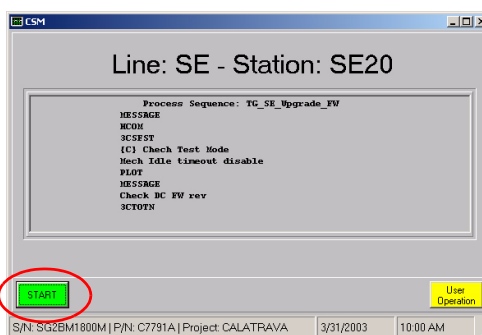 CSM
Line: SE - Station: SE20
Process Sequence: TG_SE_Upgrade_FW
MESSAGE
MCOM
3CSEST
{C} Chech Test Mode
Mech Idle timeout disable
PLOT
MESSAGE
Check DC FW rev
3CTOTN
START
User
Operation
S/N: SG2BM1800M | P/N: C7791A | Project: CALATRAVA 3/31/2003 10:00 AM